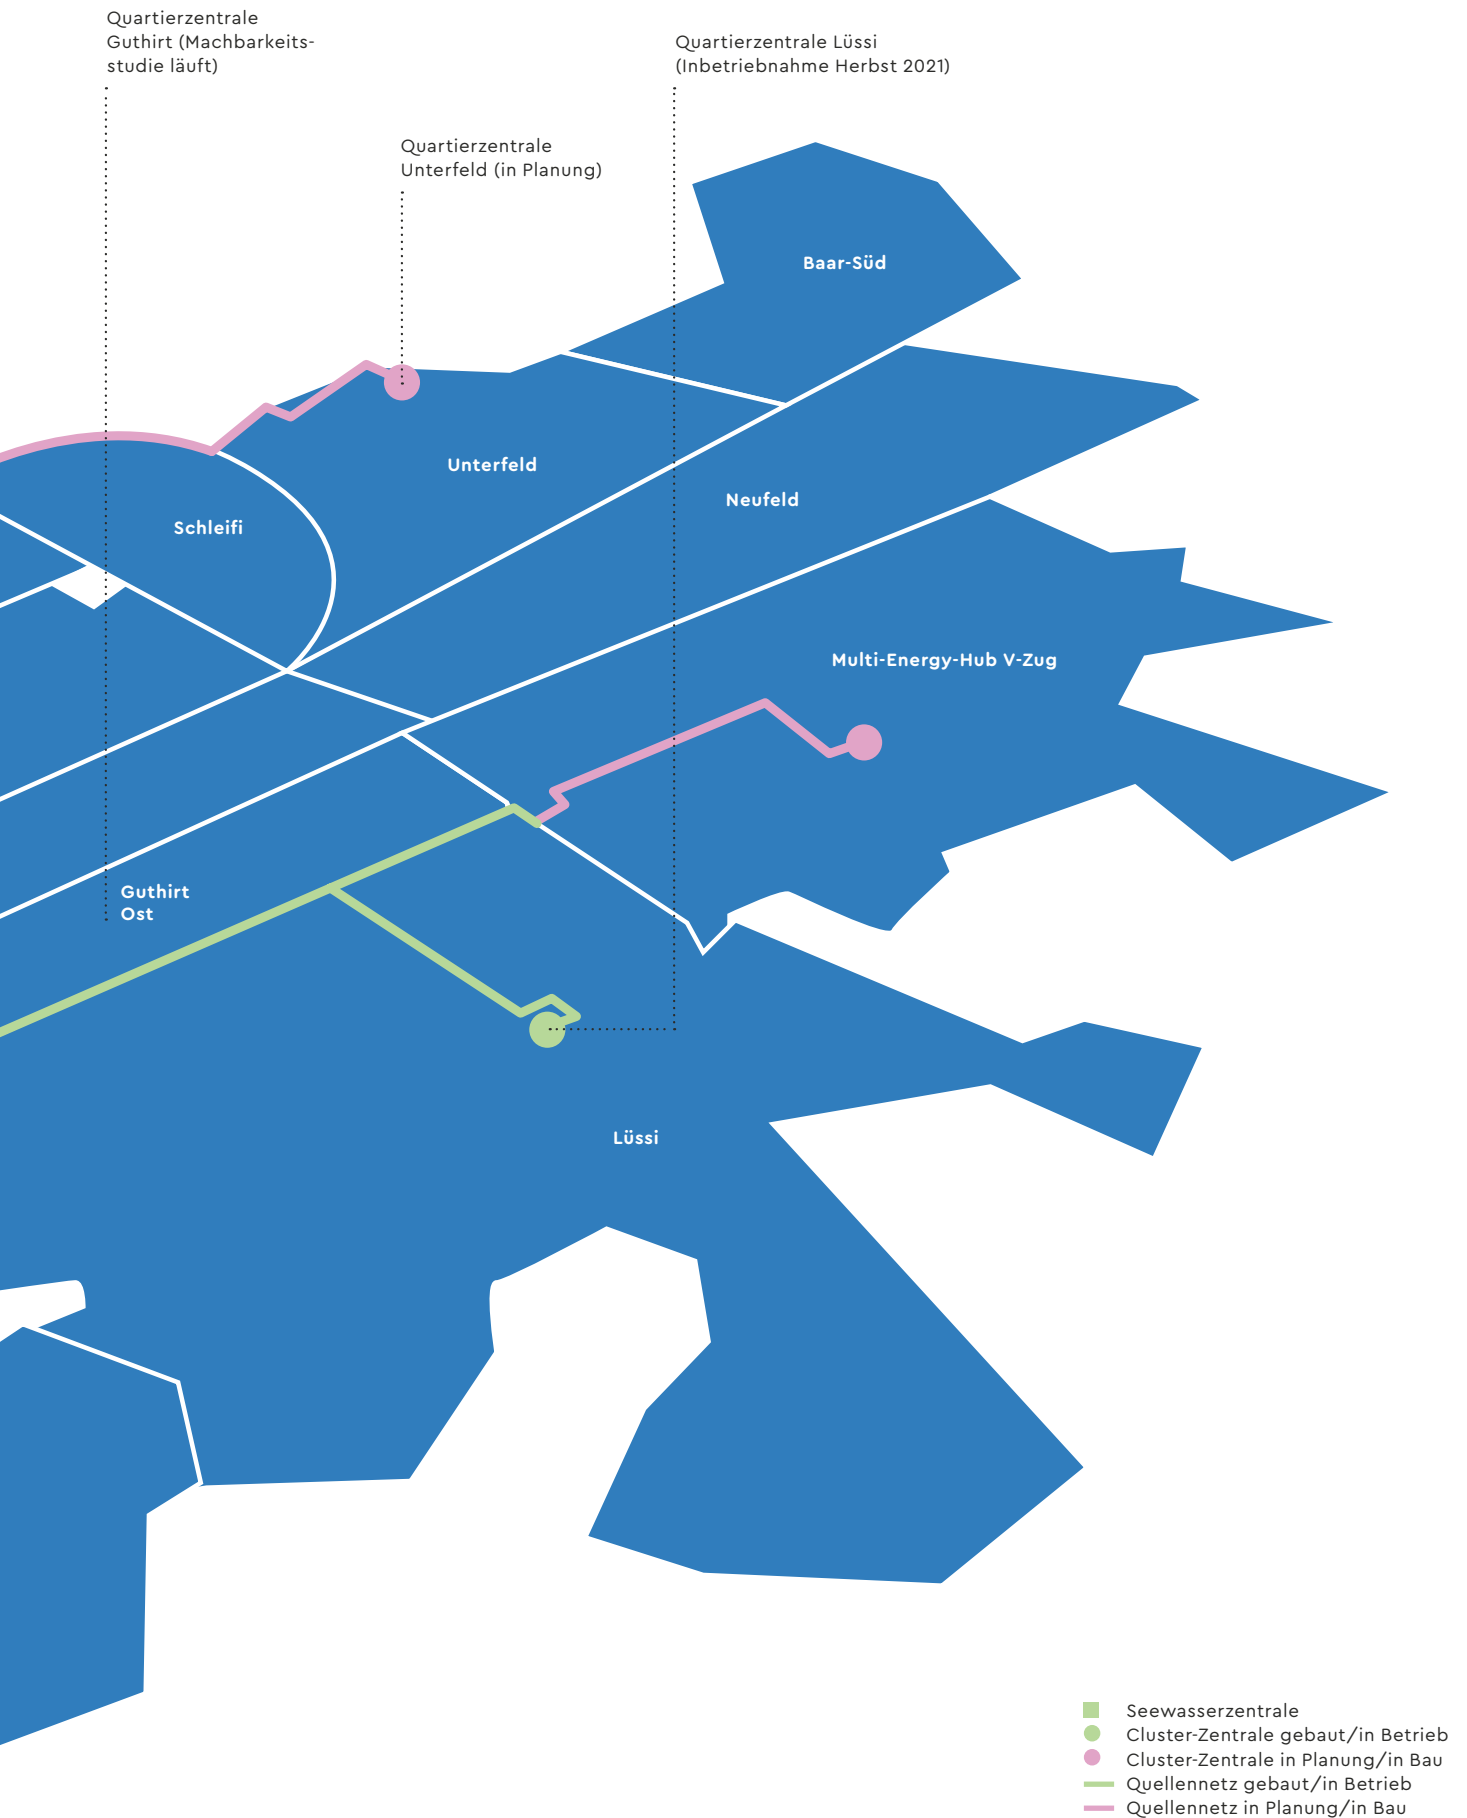 Quartierzentrale
Guthirt (Machbarkeits-
studie läuft)
Quartierzentrale Lüssi
(Inbetriebnahme Herbst 2021)
Quartierzentrale
Unterfeld (in Planung)
Baar-Süd
Unterfeld
Neufeld
Schleifi
Multi-Energy-Hub V-Zug
Guthirt
Ost
Lüssi
Seewasserzentrale
Cluster-Zentrale gebaut/in Betrieb
Cluster-Zentrale in Planung/in Bau
Quellennetz gebaut/in Betrieb
Quellennetz in Planung/in Bau